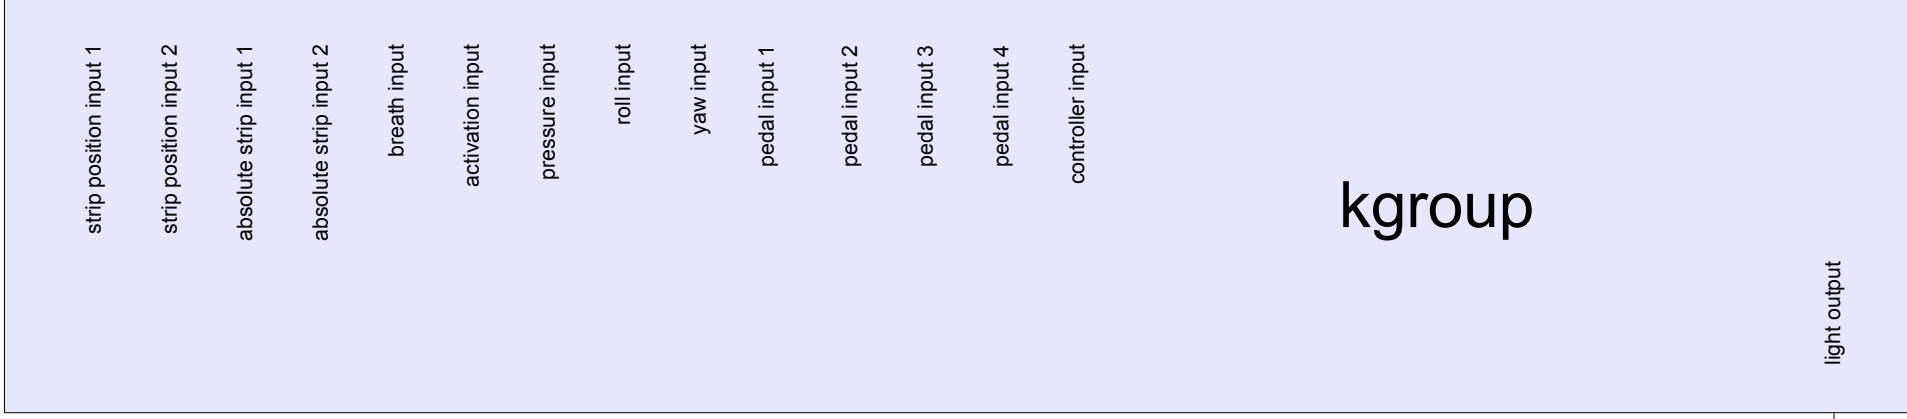 strip position input 1
strip position input 2
absolute strip input 1
absolute strip input 2
breath input
activation input
pressure input
roll input
yaw input
pedal input 1
pedal input 2
pedal input 3
pedal input 4
controller input
kgroup
light output